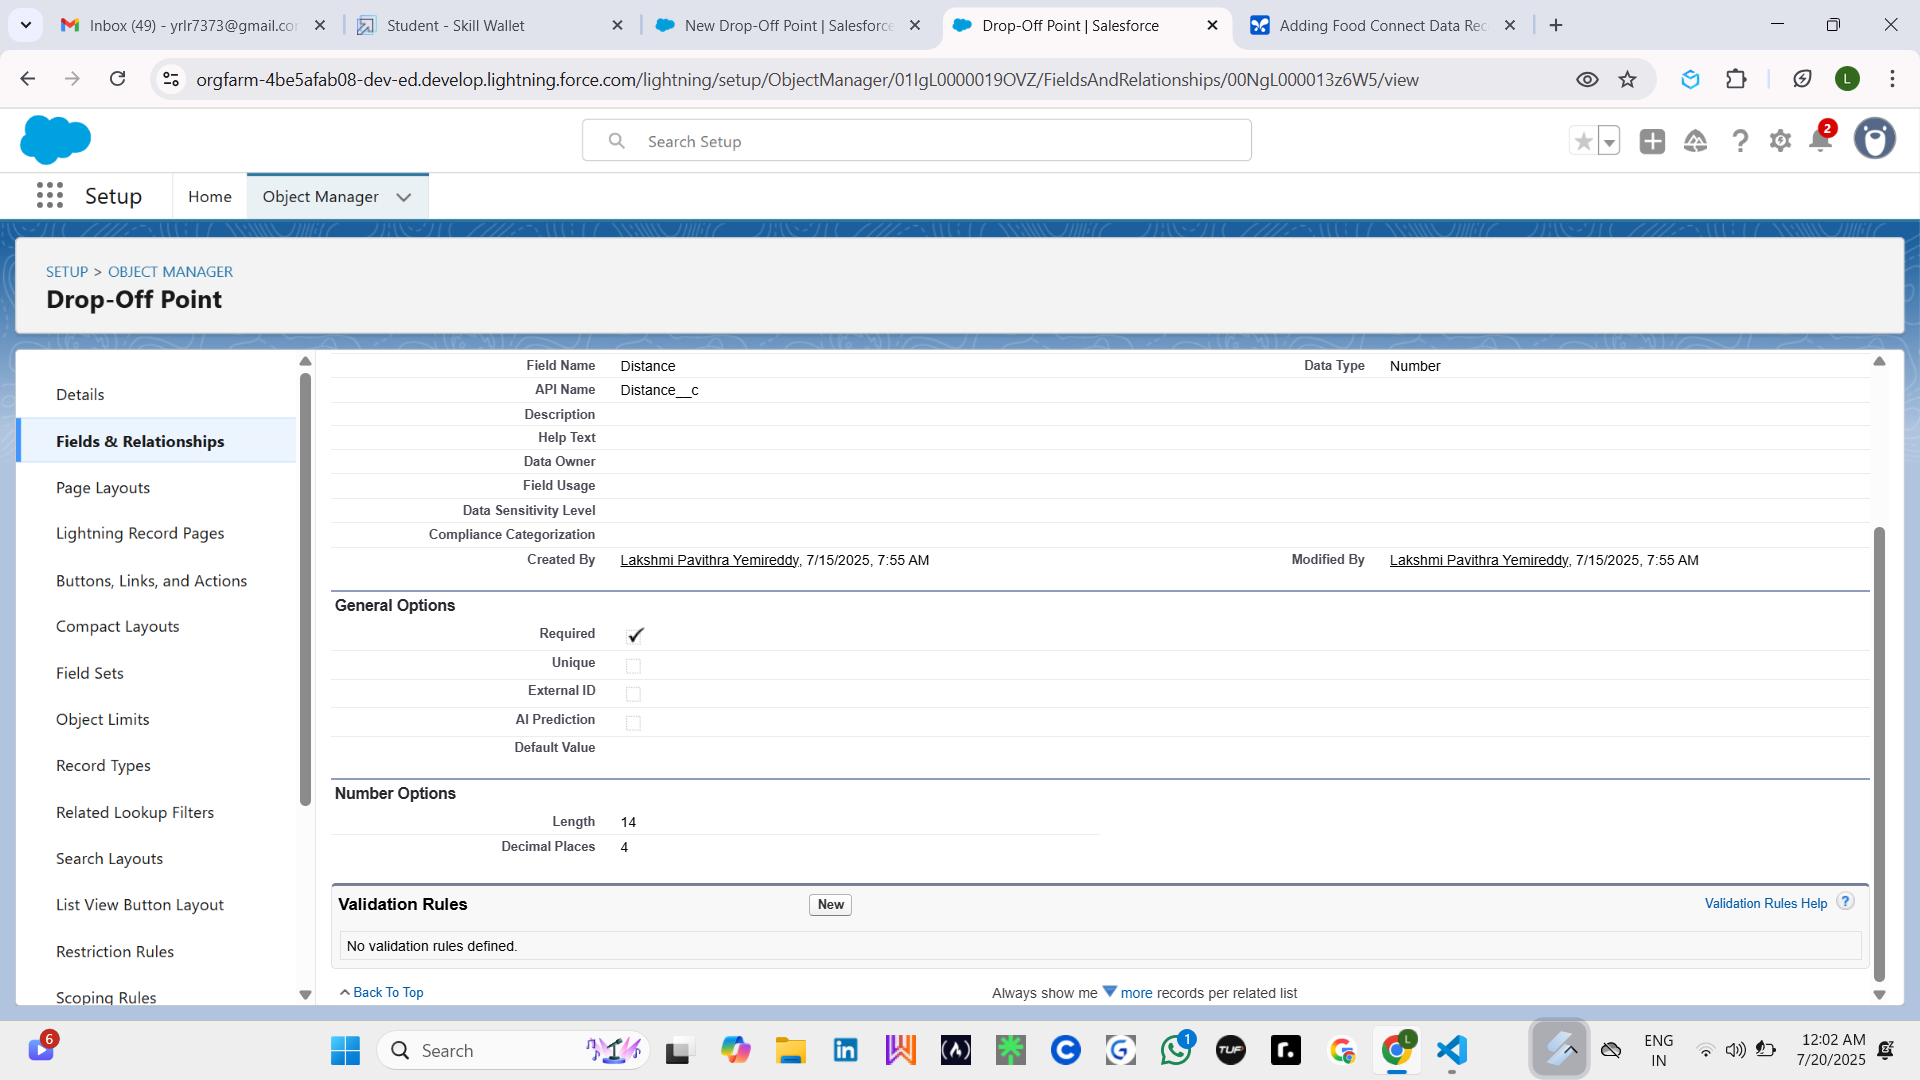 Inbox (49) - yrlr7373@gmail.co
Student - Skill Wallet
New Drop-Off Point | Salesforce
Drop-Off Point | Salesforce
Adding Food Connect Data Rec
orgfarm-4be5afab08-dev-ed.develop.lightning.force.com/lightning/setup/ObjectManager/01IgL0000019OVZ/FieldsAndRelationships/00NgL000013z6W5/view
L
Search Setup
2
Setup
Home
Object Manager
SETUP > OBJECT MANAGER
Drop-Off Point
Details
Fields & Relationships
Page Layouts
Lightning Record Pages
Buttons, Links, and Actions
Compact Layouts
Field Sets
Object Limits
Record Types
Related Lookup Filters
Search Layouts
List View Button Layout
Restriction Rules
Scoping Rules
Field Name Distance Data Type Number
API Name Distance__c
Description
Help Text
Data Owner
Field Usage
Data Sensitivity Level
Compliance Categorization
Created By Lakshmi Pavithra Yemireddy, 7/15/2025, 7:55 AM Modified By Lakshmi Pavithra Yemireddy, 7/15/2025, 7:55 AM
General Options
Required
Unique
External ID
AI Prediction
Default Value
Number Options
Length 14
Decimal Places 4
Validation Rules New Validation Rules Help ?
No validation rules defined.
Back To Top Always show me more records per related list
6
Search
1
TUF
L
ENG
IN
12:02 AM
7/20/2025